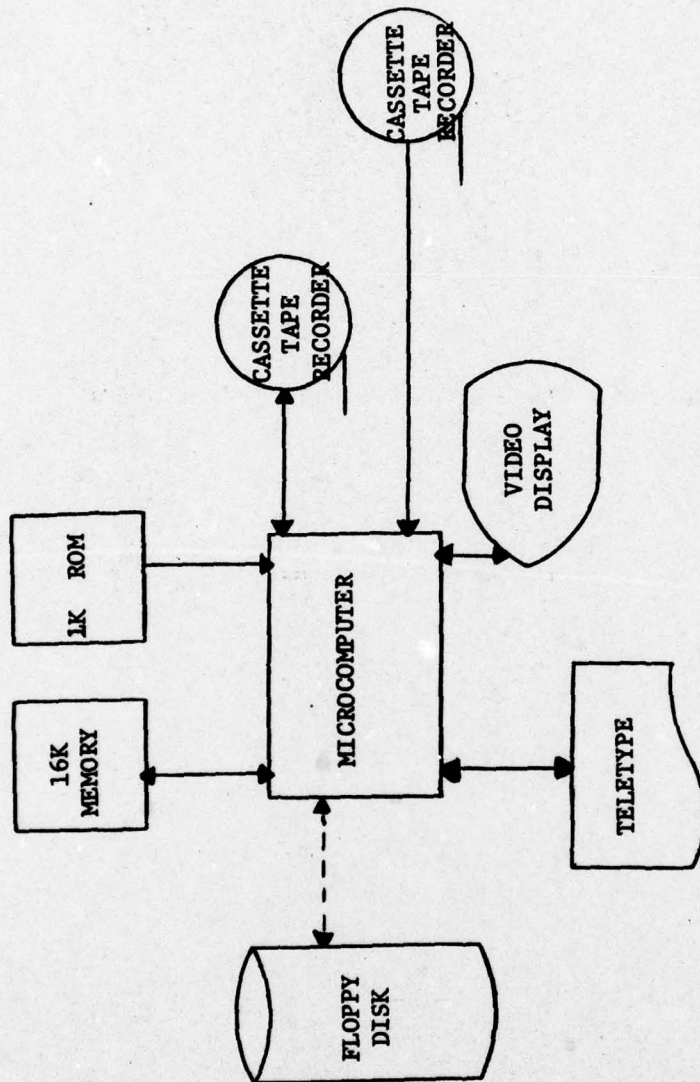 16K
MEMORY
1K ROM
CASSETTE
TAPE
RECORDER
FLOPPY
DISK
MICROCOMPUTER
CASSETTE
TAPE
RECORDER
VIDEO
DISPLAY
TELETYPE